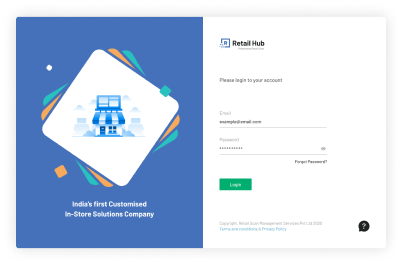 Retail Hub
Please login to your account
Email
example@email.com
Password
**********
Forgot Password?
Login
India's first Customised
In-Store Solutions Company
Copyright. Retail Scan Management Services Pvt Ltd 2020.
Terms and conditions & Privacy Policy
?